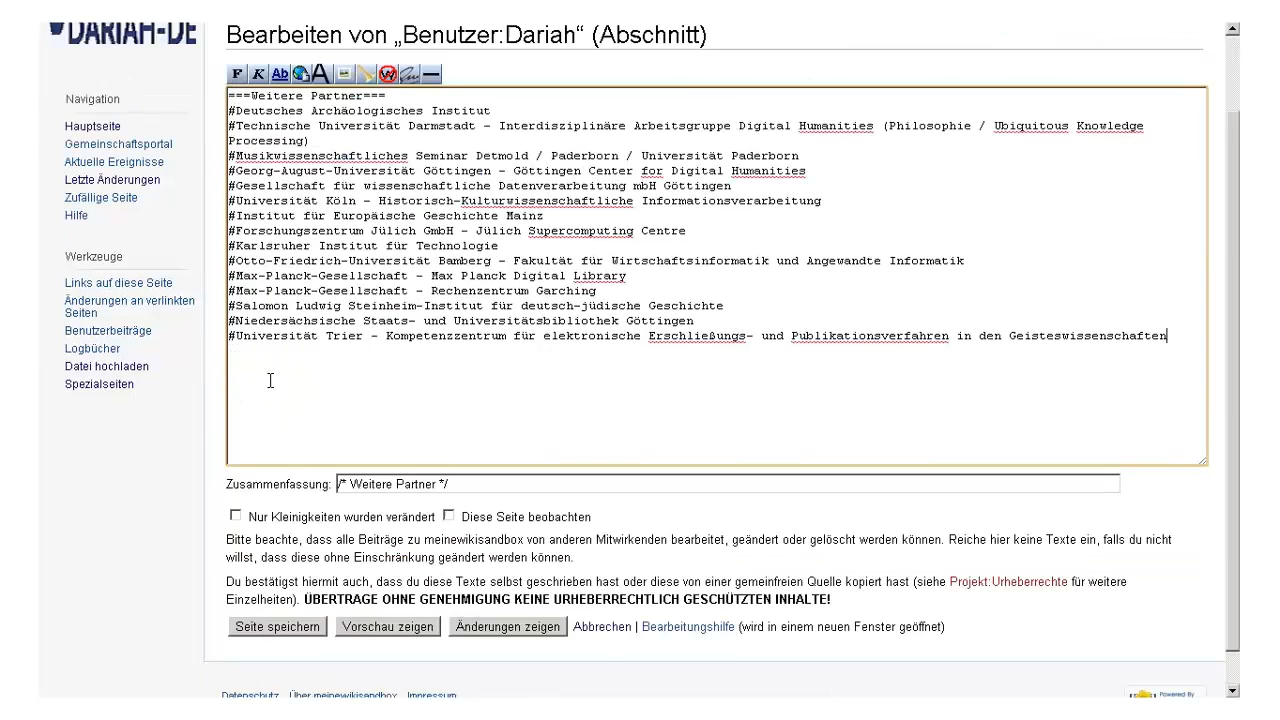 DARIAH-DE
Bearbeiten von „Benutzer:Dariah“ (Abschnitt)
F K Ab A
Navigation
Hauptseite
Gemeinschaftsportal
Aktuelle Ereignisse
Letzte Änderungen
Zufällige Seite
Hilfe
Werkzeuge
Links auf diese Seite
Änderungen an verlinkten
Seiten
Benutzerbeiträge
Logbücher
Datei hochladen
Spezialseiten
===Weitere Partner===
#Deutsches Archäologisches Institut
#Technische Universität Darmstadt - Interdisziplinäre Arbeitsgruppe Digital Humanities (Philosophie / Ubiquitous Knowledge
Processing)
#Musikwissenschaftliches Seminar Detmold / Paderborn / Universität Paderborn
#Georg-August-Universität Göttingen - Göttingen Center for Digital Humanities
#Gesellschaft für wissenschaftliche Datenverarbeitung mbH Göttingen
#Universität Köln - Historisch-Kulturwissenschaftliche Informationsverarbeitung
#Institut für Europäische Geschichte Mainz
#Forschungszentrum Jülich GmbH - Jülich Supercomputing Centre
#Karlsruher Institut für Technologie
#Otto-Friedrich-Universität Bamberg - Fakultät für Wirtschaftsinformatik und Angewandte Informatik
#Max-Planck-Gesellschaft - Max Planck Digital Library
#Max-Planck-Gesellschaft - Rechenzentrum Garching
#Salomon Ludwig Steinheim-Institut für deutsch-jüdische Geschichte
#Niedersächsische Staats- und Universitätsbibliothek Göttingen
#Universität Trier - Kompetenzzentrum für elektronische Erschließungs- und Publikationsverfahren in den Geisteswissenschaften
Zusammenfassung: /* Weitere Partner */
Nur Kleinigkeiten wurden verändert Diese Seite beobachten
Bitte beachte, dass alle Beiträge zu meinewikisandbox von anderen Mitwirkenden bearbeitet, geändert oder gelöscht werden können. Reiche hier keine Texte ein, falls du nicht
willst, dass diese ohne Einschränkung geändert werden können.
Du bestätigst hiermit auch, dass du diese Texte selbst geschrieben hast oder diese von einer gemeinfreien Quelle kopiert hast (siehe Projekt:Urheberrechte für weitere
Einzelheiten). ÜBERTRAGE OHNE GENEHMIGUNG KEINE URHEBERRECHTLICH GESCHÜTZTEN INHALTE!
Seite speichern Vorschau zeigen Änderungen zeigen Abbrechen | Bearbeitungshilfe (wird in einem neuen Fenster geöffnet)
Datenschutz Über meinewikisandbox Impressum
Powered By